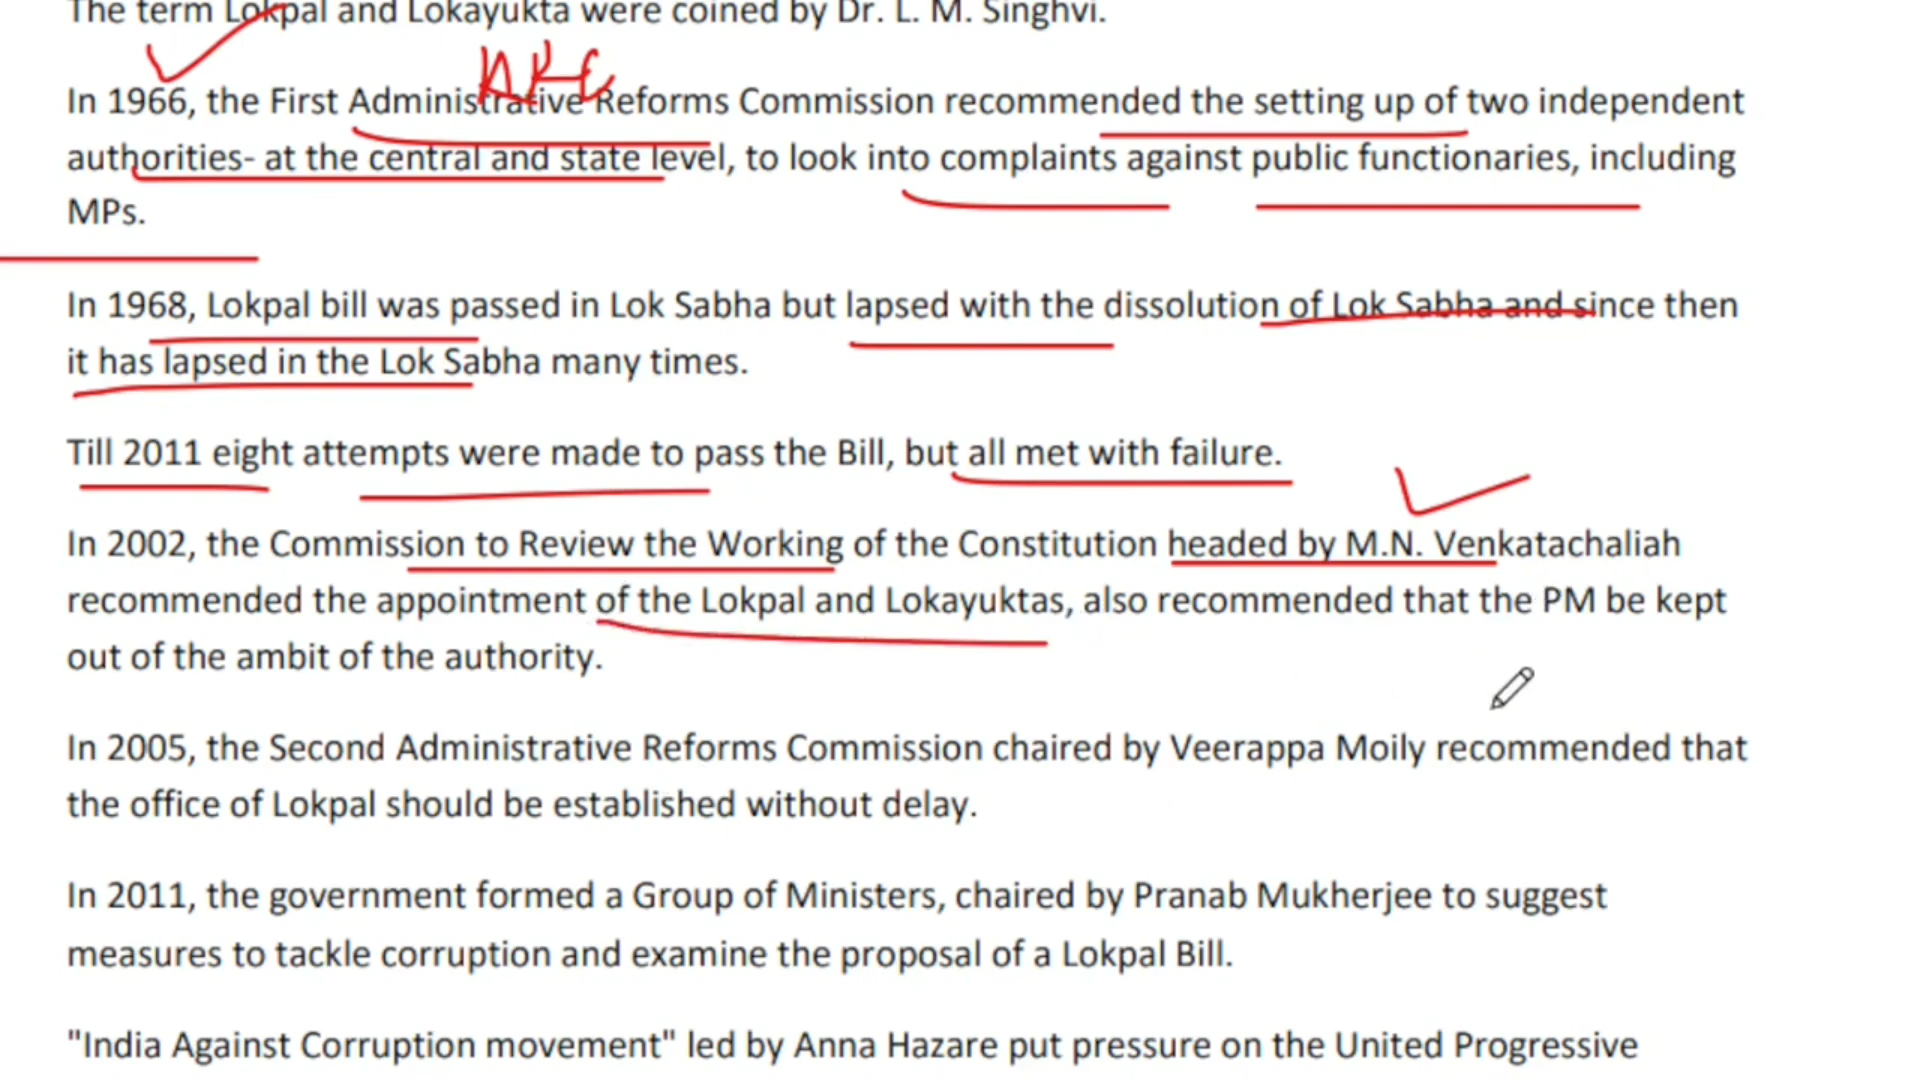 The term Lokpal and Lokayukta were coined by Dr. L. M. Singhvi.
ARC
In 1966, the First Administrative Reforms Commission recommended the setting up of two independent
authorities- at the central and state level, to look into complaints against public functionaries, including
MPs.
In 1968, Lokpal bill was passed in Lok Sabha but lapsed with the dissolution of Lok Sabha and since then
it has lapsed in the Lok Sabha many times.
Till 2011 eight attempts were made to pass the Bill, but all met with failure.
In 2002, the Commission to Review the Working of the Constitution headed by M.N. Venkatachaliah
recommended the appointment of the Lokpal and Lokayuktas, also recommended that the PM be kept
out of the ambit of the authority.
In 2005, the Second Administrative Reforms Commission chaired by Veerappa Moily recommended that
the office of Lokpal should be established without delay.
In 2011, the government formed a Group of Ministers, chaired by Pranab Mukherjee to suggest
measures to tackle corruption and examine the proposal of a Lokpal Bill.
"India Against Corruption movement" led by Anna Hazare put pressure on the United Progressive